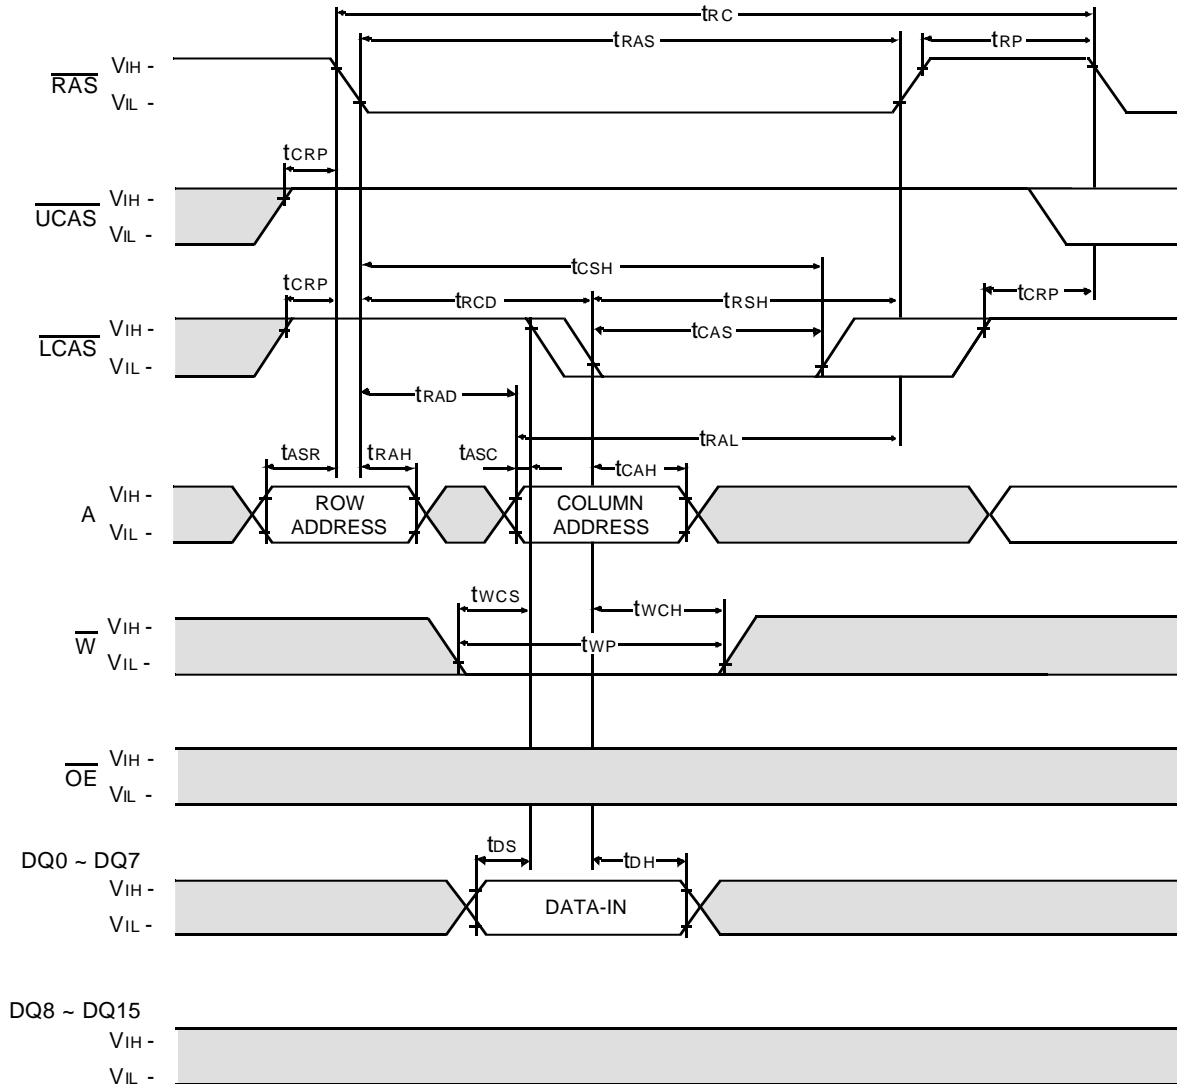 tRC
tRAS
tRP
RAS
VIH -
VIL -
tCRP
UCAS
VIH -
VIL -
tCSH
tCRP
tRCD
tRSH
tCRP
LCAS
VIH -
VIL -
tCAS
tRAD
tRAL
tASR
tRAH
tASC
tCAH
A
VIH -
VIL -
ROW
ADDRESS
COLUMN
ADDRESS
tWCS
tWCH
W
VIH -
VIL -
tWP
OE
VIH -
VIL -
tDS
tDH
DQ0 ~ DQ7
VIH -
VIL -
DATA-IN
DQ8 ~ DQ15
VIH -
VIL -